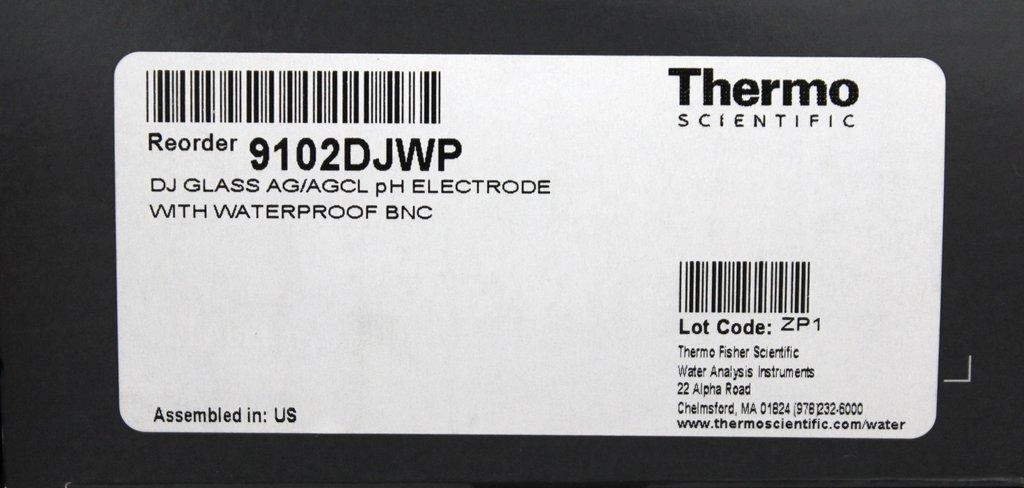 Thermo
SCIENTIFIC
Reorder 9102DJWP
DJ GLASS AG/AGCL pH ELECTRODE
WITH WATERPROOF BNC
Lot Code: ZP1
Thermo Fisher Scientific
Water Analysis Instruments
22 Alpha Road
Chelmsford, MA 01824 (978)232-6000
www.thermoscientific.com/water
Assembled in: US